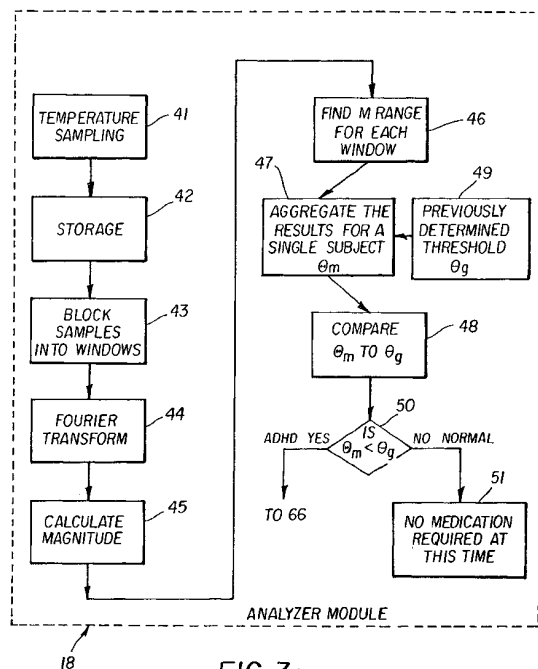 TEMPERATURE
SAMPLING
41
STORAGE
42
BLOCK
SAMPLES
INTO WINDOWS
43
FOURIER
TRANSFORM
44
CALCULATE
MAGNITUDE
45
FIND M RANGE
FOR EACH
WINDOW
46
47
AGGREGATE THE
RESULTS FOR A
SINGLE SUBJECT
Θm
49
PREVIOUSLY
DETERMINED
THRESHOLD
Θg
COMPARE
Θm TO Θg
48
50
IS
Θm < Θg
ADHD YES
NO NORMAL
TO 66
51
NO MEDICATION
REQUIRED AT
THIS TIME
ANALYZER MODULE
18